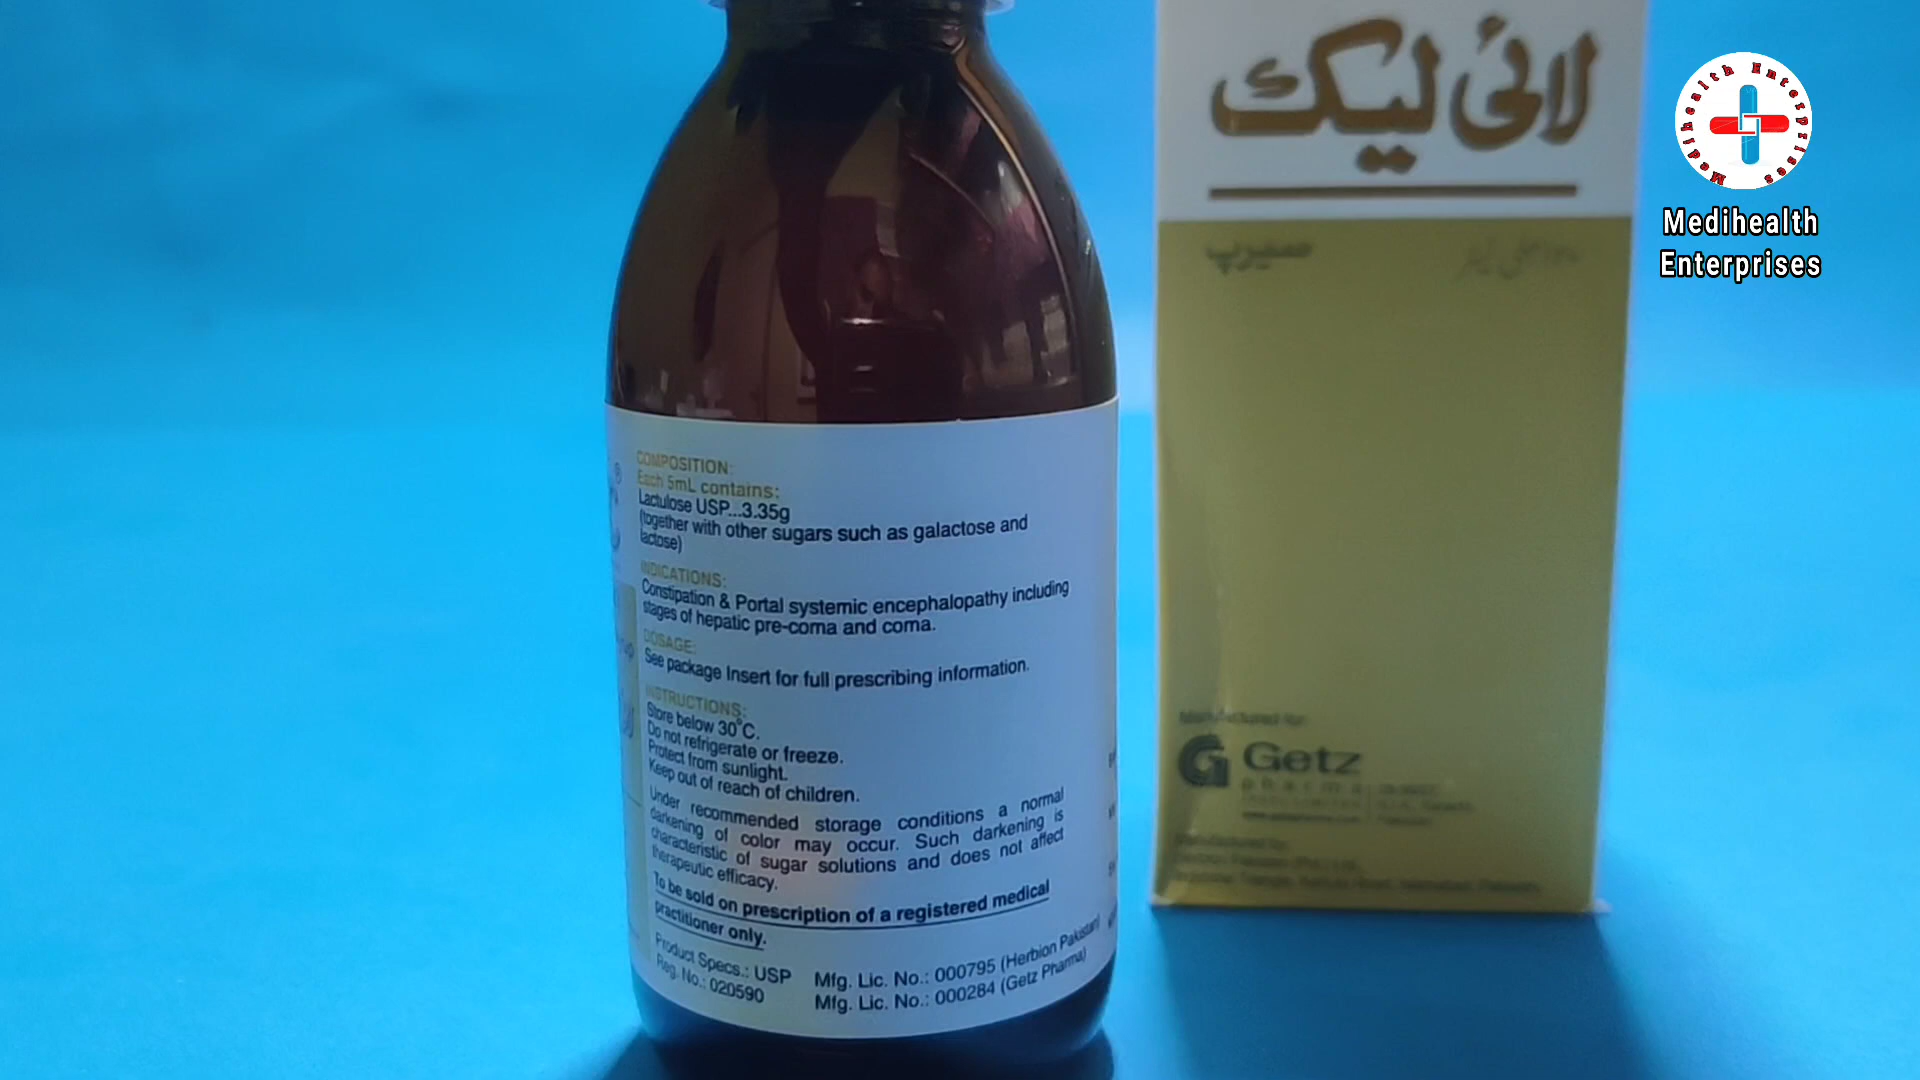 COMPOSITION:
Each 5mL contains:
Lactulose USP...3.35g
(together with other sugars such as galactose and
lactose)
INDICATIONS:
Constipation & Portal systemic encephalopathy including
stages of hepatic pre-coma and coma.
DOSAGE:
See package Insert for full prescribing information.
INSTRUCTIONS:
Store below 30°C.
Do not refrigerate or freeze.
Protect from sunlight.
Keep out of reach of children.
Under recommended storage conditions a normal
darkening of color may occur. Such darkening is
characteristic of sugar solutions and does not affect
therapeutic efficacy.
To be sold on prescription of a registered medical
practitioner only.
Product Specs.: USP
Reg. No.: 020590
Mfg. Lic. No.: 000795 (Herbion Pakistan)
Mfg. Lic. No.: 000284 (Getz Pharma)
لائی لیک
سیرپ
Manufactured for:
Getz
pharma
Medihealth Enterprises
Medihealth
Enterprises